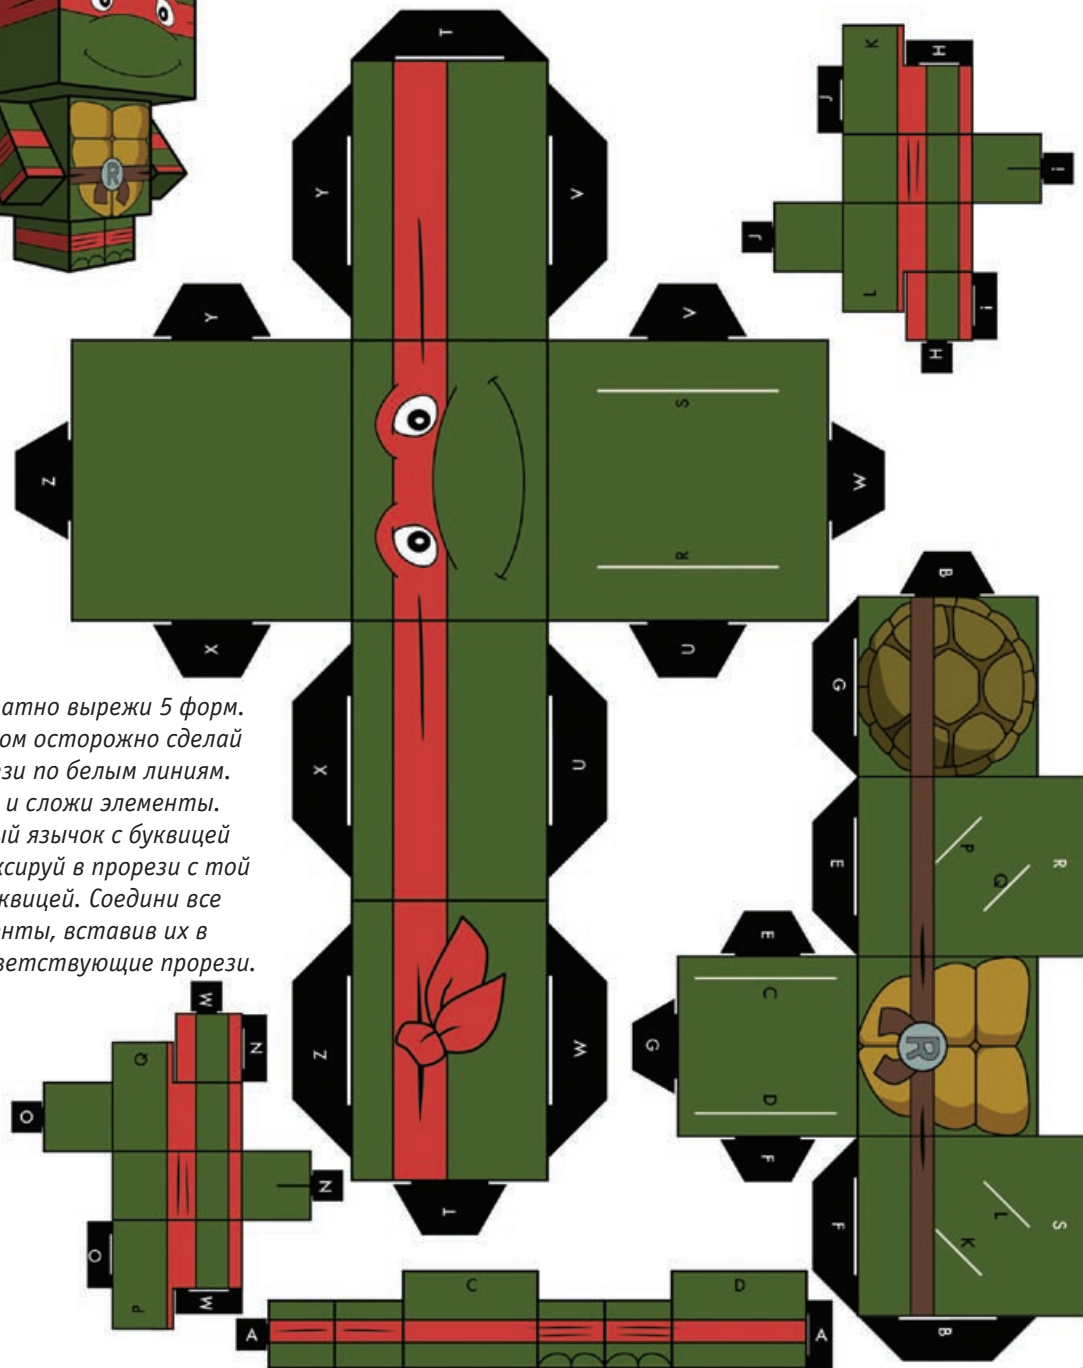 T
Y
V
Y
V
S
R
Z
W
X
U
X
U
Z
W
T
K
H
J
i
J
L
i
H
атно вырежи 5 форм.
ом осторожно сделай
зи по белым линиям.
и сложи элементы.
ый язычок с буквицей
ксируй в прорези с той
квицей. Соедини все
нты, вставив их в
ветствующие прорези.
B
G
E
P
Q
R
E
C
G
D
F
R
F
L
K
S
B
W
N
Q
O
N
O
P
W
C
D
A
A
R